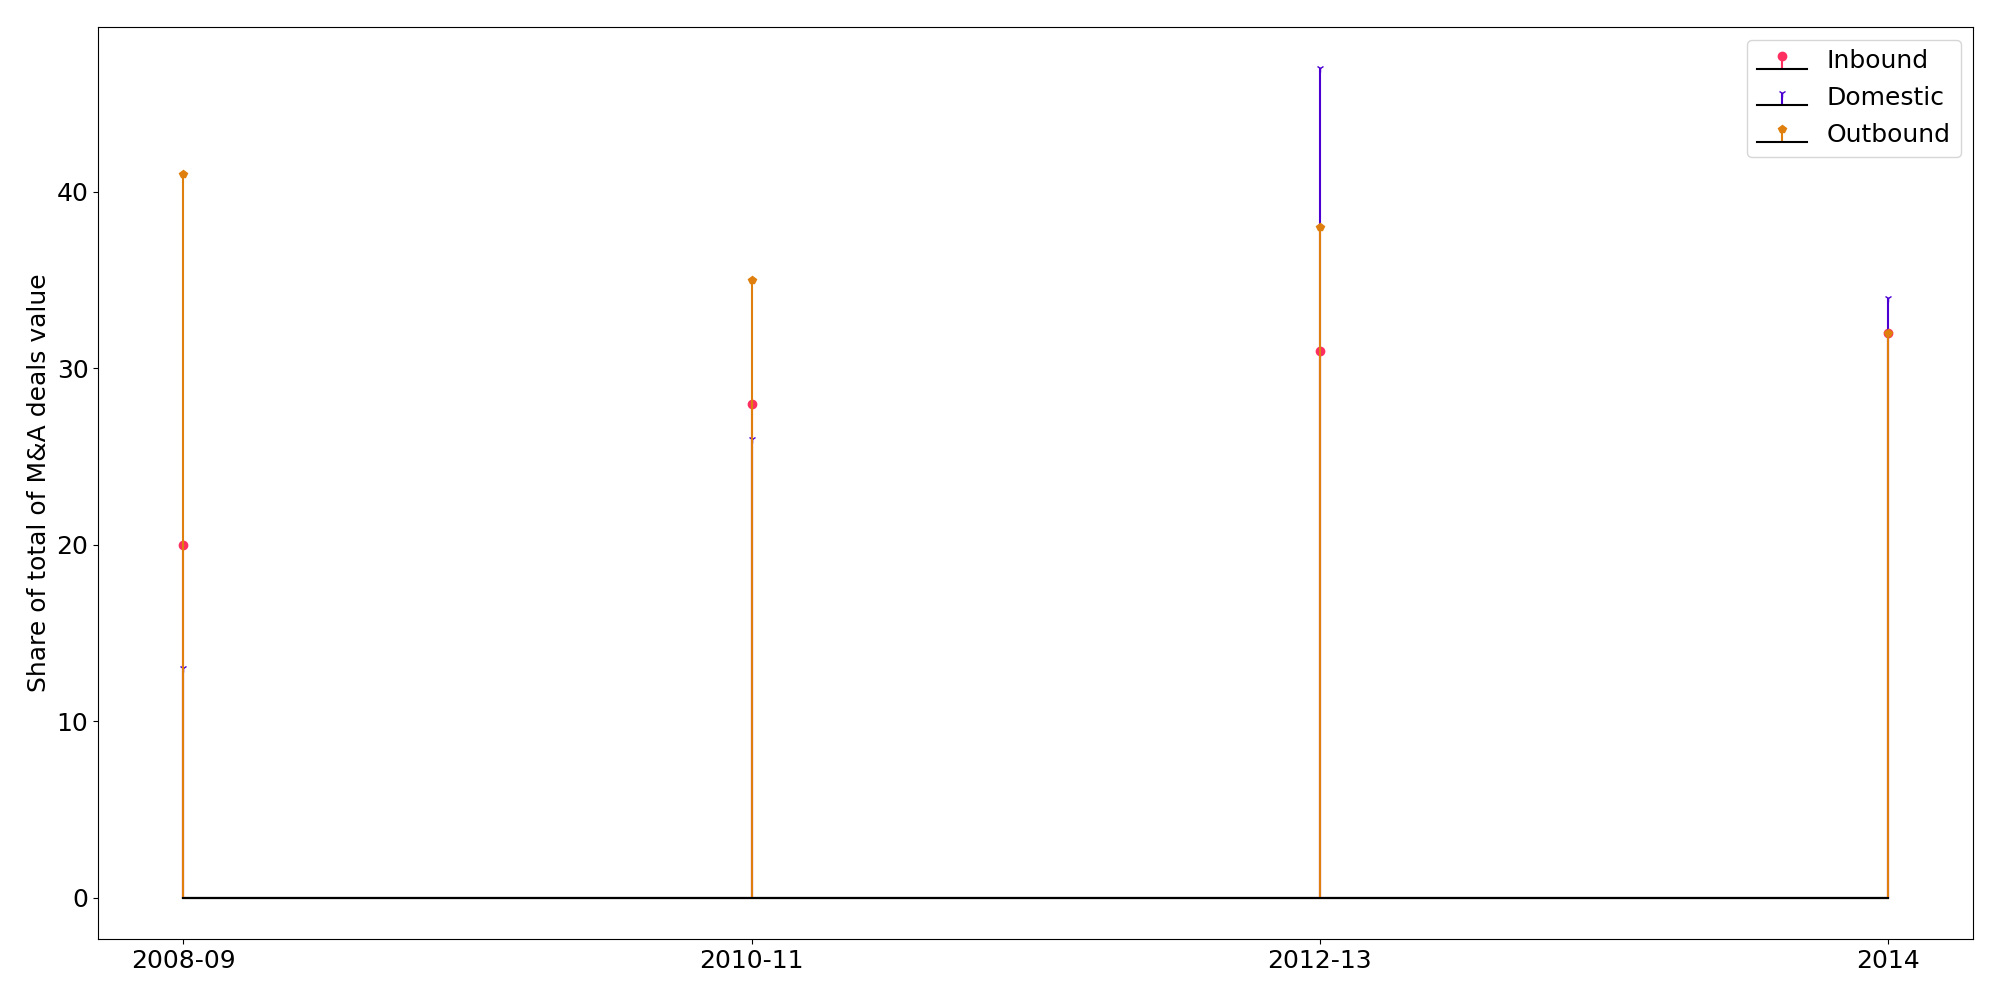 Inbound
Domestic
Outbound
Share of total of M&A deals value
40
30
20
10
0
2008-09
2010-11
2012-13
2014